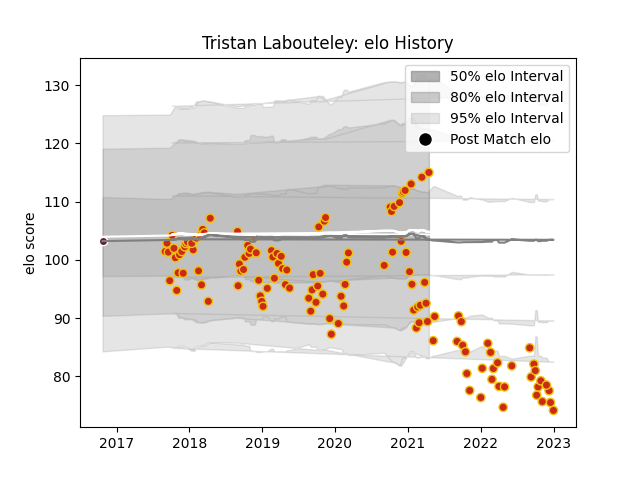 Tristan Labouteley: elo History
50% elo Interval
80% elo Interval
95% elo Interval
Post Match elo
elo score
130
120
110
100
90
80
2017
2018
2019
2020
2021
2022
2023